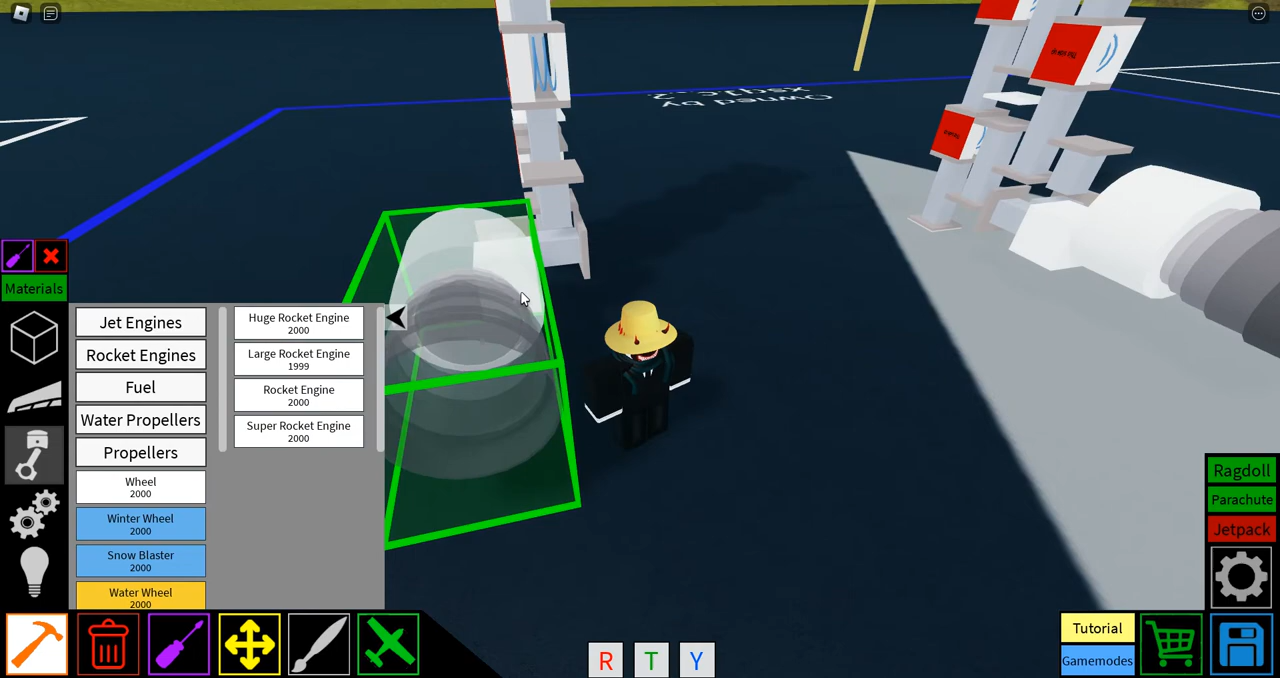 Owned by
Materials
Jet Engines
Rocket Engines
Fuel
Water Propellers
Propellers
Wheel
2000
Winter Wheel
2000
Snow Blaster
2000
Water Wheel
2000
Huge Rocket Engine
2000
Large Rocket Engine
1999
Rocket Engine
2000
Super Rocket Engine
2000
Ragdoll
Parachute
Jetpack
Tutorial
Gamemodes
R
T
Y